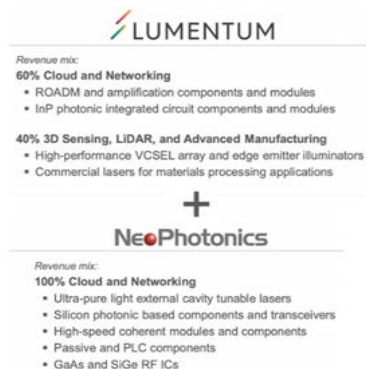 LUMENTUM
Revenue mix:
60% Cloud and Networking
▪ ROADM and amplification components and modules
▪ InP photonic integrated circuit components and modules
40% 3D Sensing, LiDAR, and Advanced Manufacturing
▪ High-performance VCSEL array and edge emitter illuminators
▪ Commercial lasers for materials processing applications
+
NeoPhotonics
Revenue mix:
100% Cloud and Networking
▪ Ultra-pure light external cavity tunable lasers
▪ Silicon photonic based components and transceivers
▪ High-speed coherent modules and components
▪ Passive and PLC components
▪ GaAs and SiGe RF ICs